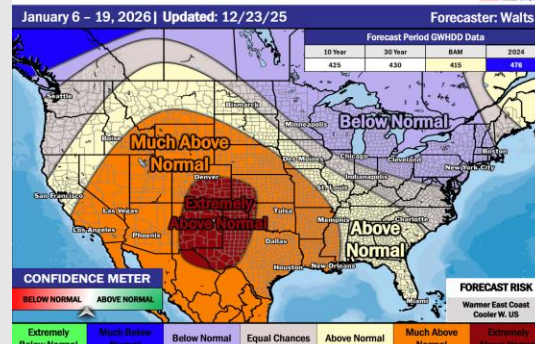 January 6 – 19, 2026 | Updated: 12/23/25
Forecaster: Walts
Forecast Period GWHDD Data
10 Year 30 Year BAM 2024
425 430 415 476
Seattle
Bismarck
Minneapolis
Below Normal
Boise
Much Above
Normal
Boston
Des Moines
Chicago
Cleveland
New York City
Denver
Indianapolis
St. Louis
San Francisco
Extremely
Above Normal
Las Vegas
Tulsa
Memphis
Charlotte
Los Angeles
Phoenix
Dallas
Above
Normal
Houston
New Orleans
Miami
CONFIDENCE METER
BELOW NORMAL ABOVE NORMAL
FORECAST RISK
Warmer East Coast
Cooler W. US
Extremely
Below Normal
Much Below
Below Normal
Equal Chances
Above Normal
Much Above
Normal
Extremely